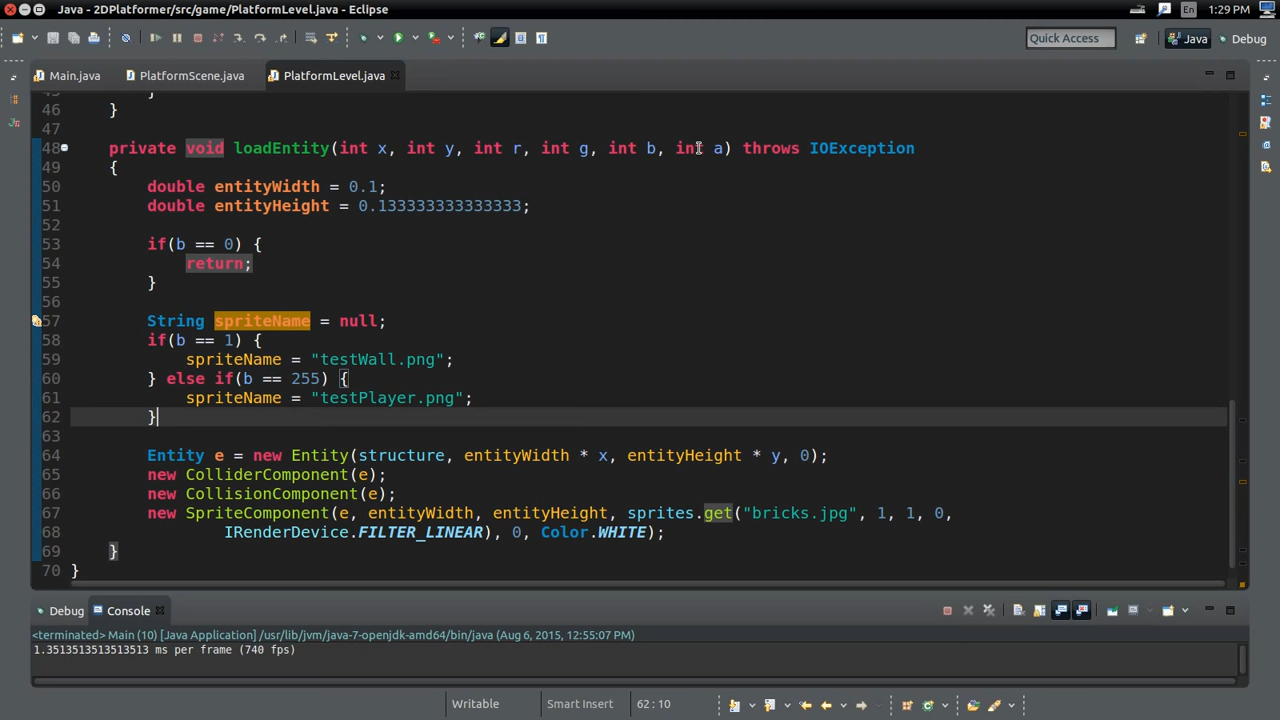 Java - 2DPlatformer/src/game/PlatformLevel.java - Eclipse
En 1:29 PM
Quick Access Java Debug
Main.java PlatformScene.java PlatformLevel.java
46 }
47
48 private void loadEntity(int x, int y, int r, int g, int b, int a) throws IOException
49 {
50 double entityWidth = 0.1;
51 double entityHeight = 0.133333333333333;
52
53 if(b == 0) {
54 return;
55 }
56
57 String spriteName = null;
58 if(b == 1) {
59 spriteName = "testWall.png";
60 } else if(b == 255) {
61 spriteName = "testPlayer.png";
62 }
63
64 Entity e = new Entity(structure, entityWidth * x, entityHeight * y, 0);
65 new ColliderComponent(e);
66 new CollisionComponent(e);
67 new SpriteComponent(e, entityWidth, entityHeight, sprites.get("bricks.jpg", 1, 1, 0,
68 IRenderDevice.FILTER_LINEAR), 0, Color.WHITE);
69 }
70 }
Debug Console
<terminated> Main (10) [Java Application] /usr/lib/jvm/java-7-openjdk-amd64/bin/java (Aug 6, 2015, 12:55:07 PM)
1.3513513513513513 ms per frame (740 fps)
Writable Smart Insert 62 : 10